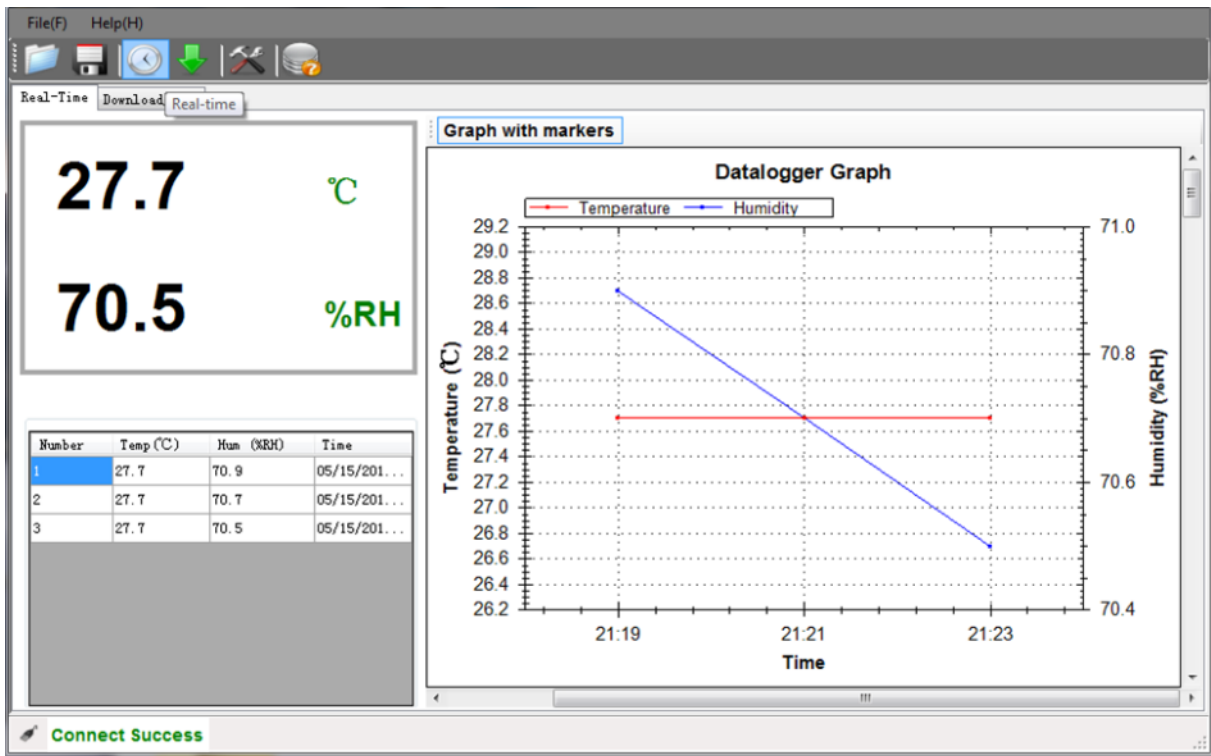 File(F) Help(H)
Real-Time Download
Real-time
27.7 ℃
70.5 %RH
Number Temp(℃) Hum (%RH) Time
1 27.7 70.9 05/15/201...
2 27.7 70.7 05/15/201...
3 27.7 70.5 05/15/201...
Graph with markers
Datalogger Graph
Temperature Humidity
29.2 71.0
29.0
28.8
28.6
28.4
28.2 70.8
28.0
27.8
27.6
27.4
27.2 70.6
27.0
26.8
26.6
26.4
26.2 70.4
Temperature (℃)
Humidity (%RH)
21:19 21:21 21:23
Time
Connect Success